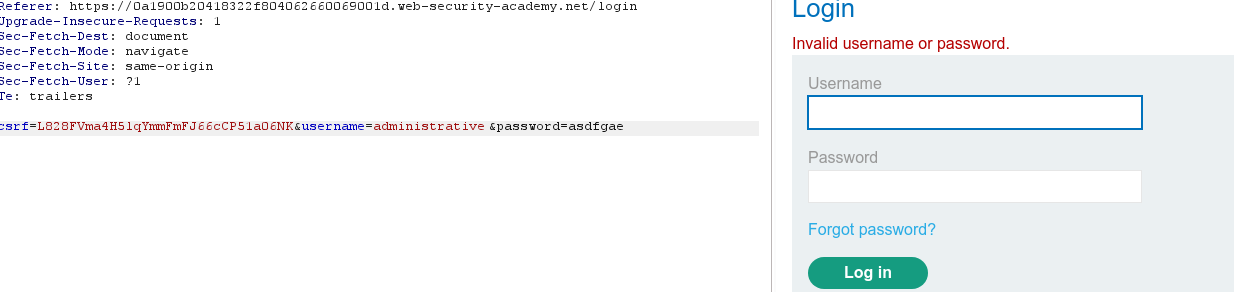 Referer: https://0a1900b20418322f804062660069001d.web-security-academy.net/login
Upgrade-Insecure-Requests: 1
Sec-Fetch-Dest: document
Sec-Fetch-Mode: navigate
Sec-Fetch-Site: same-origin
Sec-Fetch-User: ?1
Te: trailers
csrf=L828FVma4H5lqYmmFmFJ66cCP51a06NK&username=administrative &password=asdfgae
Login
Invalid username or password.
Username
Password
Forgot password?
Log in